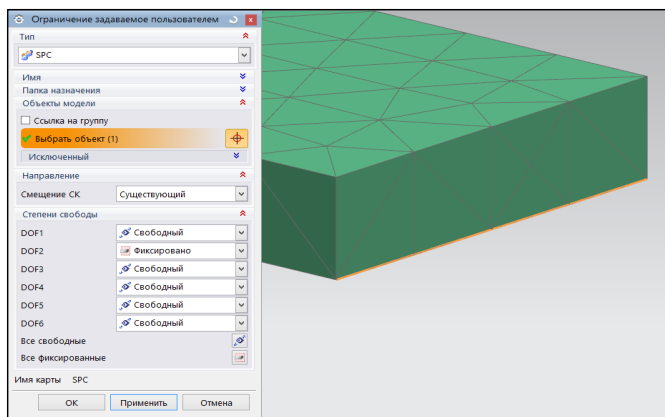 Ограничение задаваемое пользователем
Тип
SPC
Имя
Папка назначения
Объекты модели
Ссылка на группу
Выбрать объект (1)
Исключенный
Направление
Смещение СК Существующий
Степени свободы
DOF1 Свободный
DOF2 Фиксировано
DOF3 Свободный
DOF4 Свободный
DOF5 Свободный
DOF6 Свободный
Все свободные
Все фиксированные
Имя карты SPC
ОК Применить Отмена